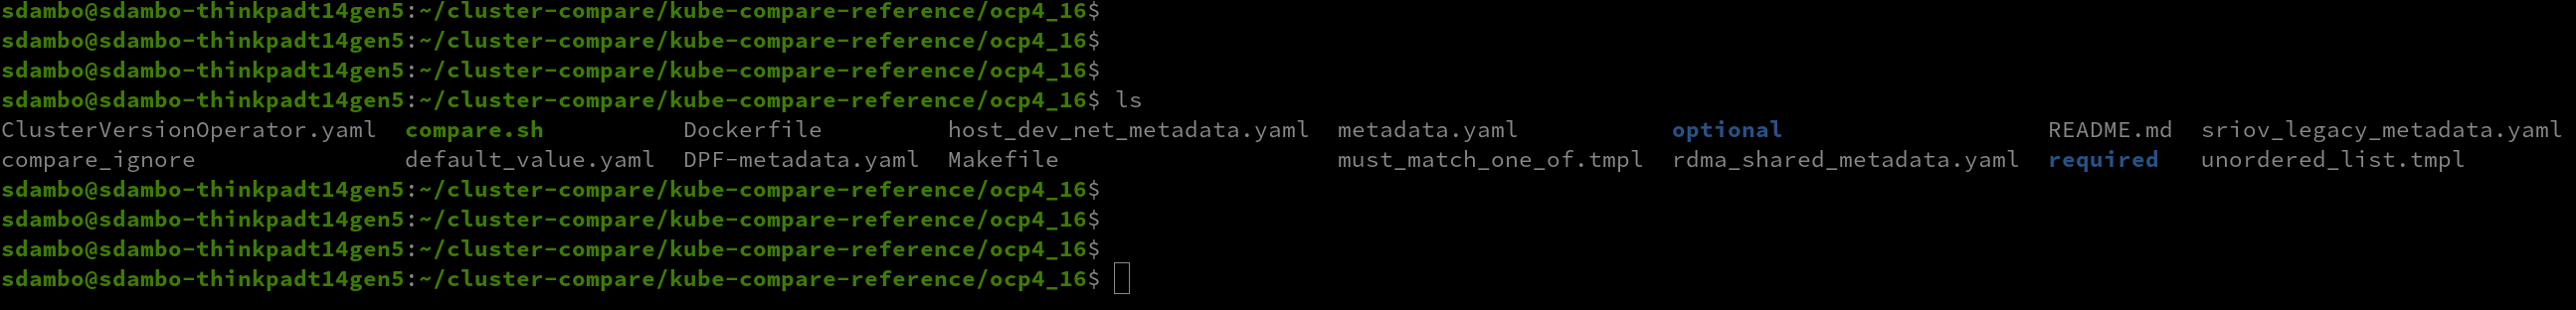 sdambo@sdambo-thinkpadt14gen5:~/cluster-compare/kube-compare-reference/ocp4_16$
sdambo@sdambo-thinkpadt14gen5:~/cluster-compare/kube-compare-reference/ocp4_16$
sdambo@sdambo-thinkpadt14gen5:~/cluster-compare/kube-compare-reference/ocp4_16$
sdambo@sdambo-thinkpadt14gen5:~/cluster-compare/kube-compare-reference/ocp4_16$ ls
ClusterVersionOperator.yaml  compare.sh          Dockerfile         host_dev_net_metadata.yaml  metadata.yaml         optional                   README.md  sriov_legacy_metadata.yaml
compare_ignore               default_value.yaml  DPF-metadata.yaml  Makefile                    must_match_one_of.tmpl  rdma_shared_metadata.yaml  required   unordered_list.tmpl
sdambo@sdambo-thinkpadt14gen5:~/cluster-compare/kube-compare-reference/ocp4_16$
sdambo@sdambo-thinkpadt14gen5:~/cluster-compare/kube-compare-reference/ocp4_16$
sdambo@sdambo-thinkpadt14gen5:~/cluster-compare/kube-compare-reference/ocp4_16$
sdambo@sdambo-thinkpadt14gen5:~/cluster-compare/kube-compare-reference/ocp4_16$